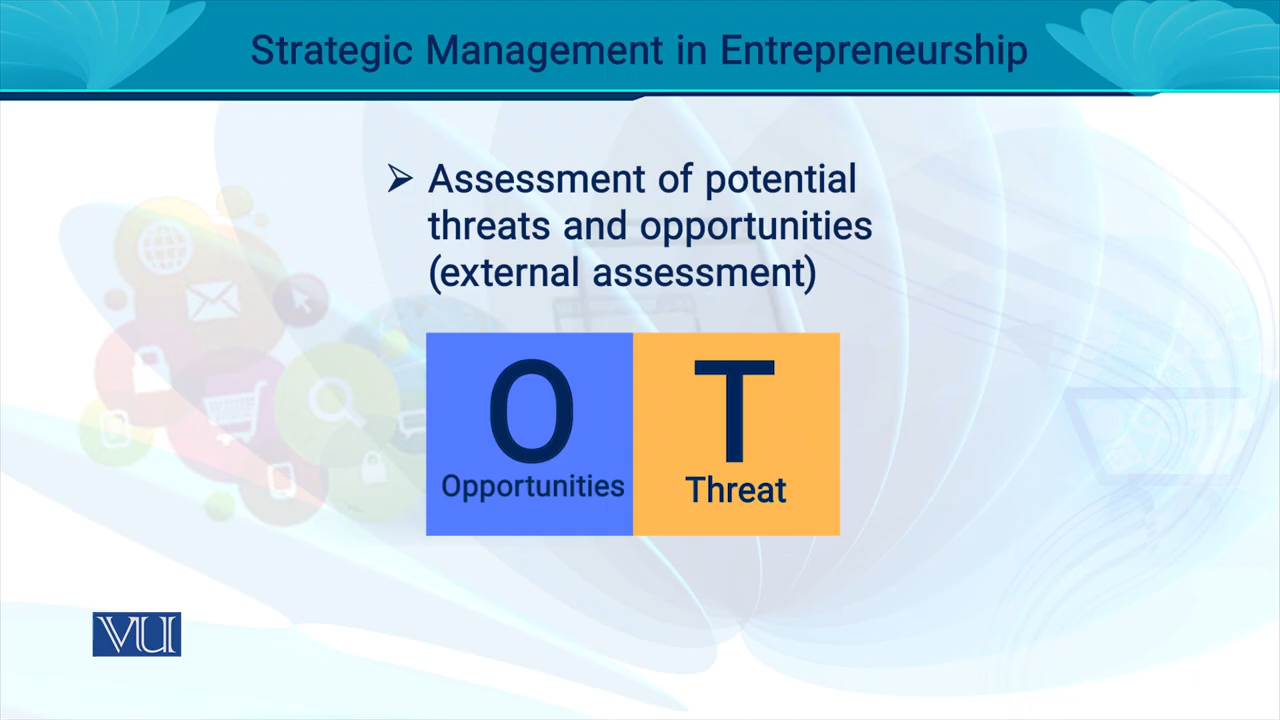 Strategic Management in Entrepreneurship
➢ Assessment of potential
threats and opportunities
(external assessment)
O T
Opportunities Threat
VU